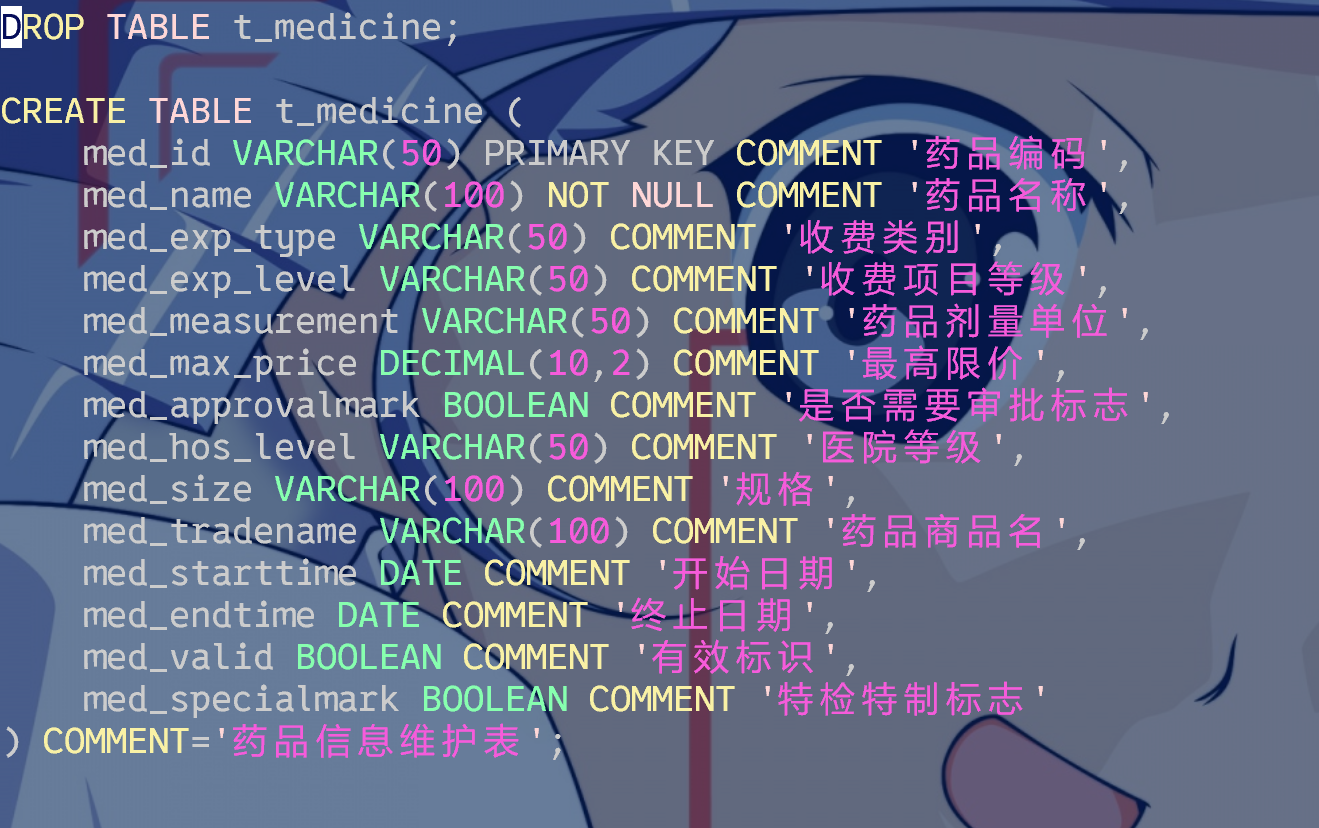 DROP TABLE t_medicine;
CREATE TABLE t_medicine (
med_id VARCHAR(50) PRIMARY KEY COMMENT '药品编码',
med_name VARCHAR(100) NOT NULL COMMENT '药品名称',
med_exp_type VARCHAR(50) COMMENT '收费类别',
med_exp_level VARCHAR(50) COMMENT '收费项目等级',
med_measurement VARCHAR(50) COMMENT '药品剂量单位',
med_max_price DECIMAL(10,2) COMMENT '最高限价',
med_approvalmark BOOLEAN COMMENT '是否需要审批标志',
med_hos_level VARCHAR(50) COMMENT '医院等级',
med_size VARCHAR(100) COMMENT '规格',
med_tradename VARCHAR(100) COMMENT '药品商品名',
med_starttime DATE COMMENT '开始日期',
med_endtime DATE COMMENT '终止日期',
med_valid BOOLEAN COMMENT '有效标识',
med_specialmark BOOLEAN COMMENT '特检特制标志'
) COMMENT='药品信息维护表';